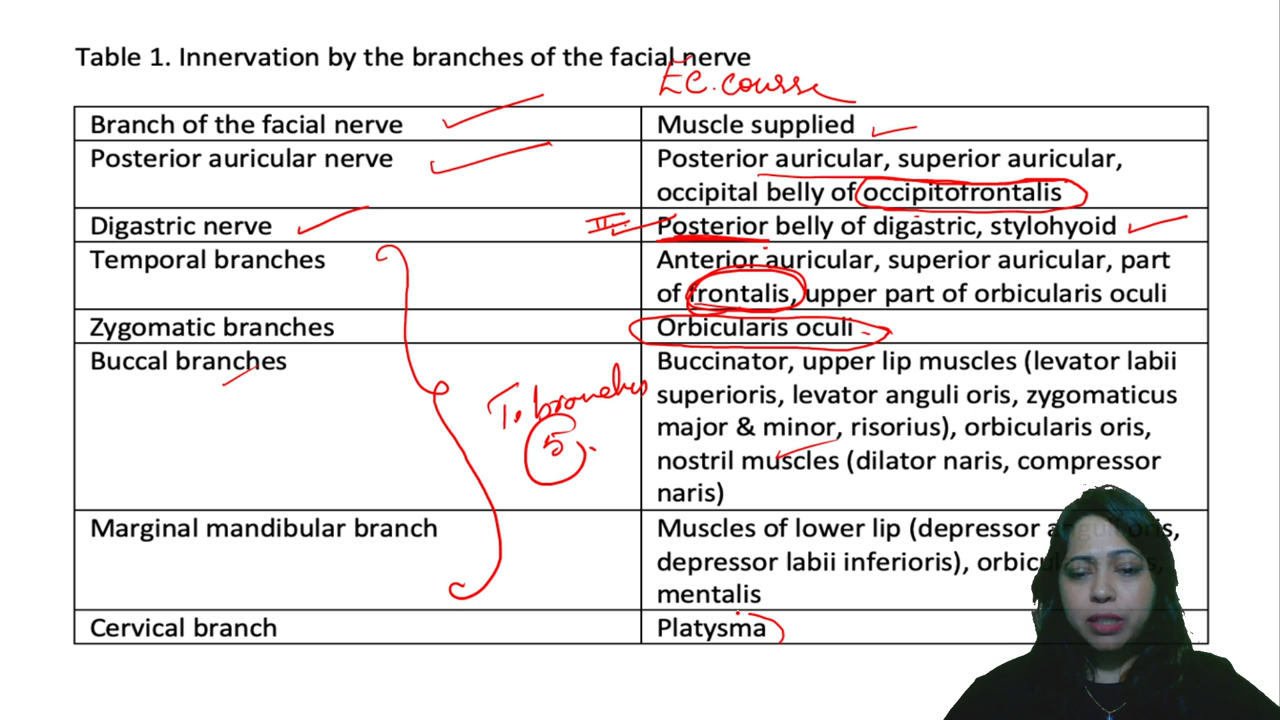 Table 1. Innervation by the branches of the facial nerve
EC. course
Branch of the facial nerve
Muscle supplied
Posterior auricular nerve
Posterior auricular, superior auricular,
occipital belly of occipitofrontalis
Digastric nerve
II
Posterior belly of digastric, stylohyoid
Temporal branches
Anterior auricular, superior auricular, part
of frontalis, upper part of orbicularis oculi
Zygomatic branches
Orbicularis oculi
Buccal branches
Buccinator, upper lip muscles (levator labii
superioris, levator anguli oris, zygomaticus
major & minor, risorius), orbicularis oris,
nostril muscles (dilator naris, compressor
naris)
branches
5
Marginal mandibular branch
Muscles of lower lip (depressor anguli oris,
depressor labii inferioris),
mentalis
Cervical branch
Platysma